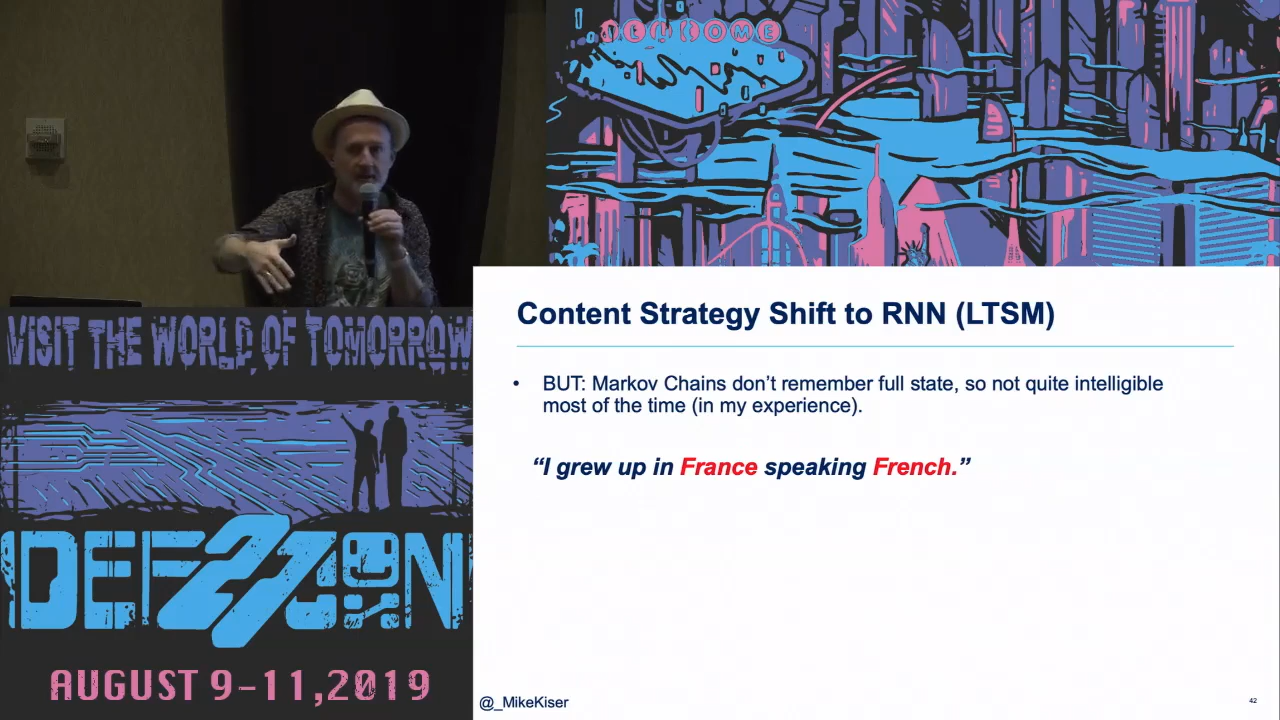 WELCOME
Content Strategy Shift to RNN (LTSM)
• BUT: Markov Chains don’t remember full state, so not quite intelligible
most of the time (in my experience).
“I grew up in France speaking French.”
@_MikeKiser
42
VISIT THE WORLD OF TOMORROW
DEF27CON
AUGUST 9-11,2019